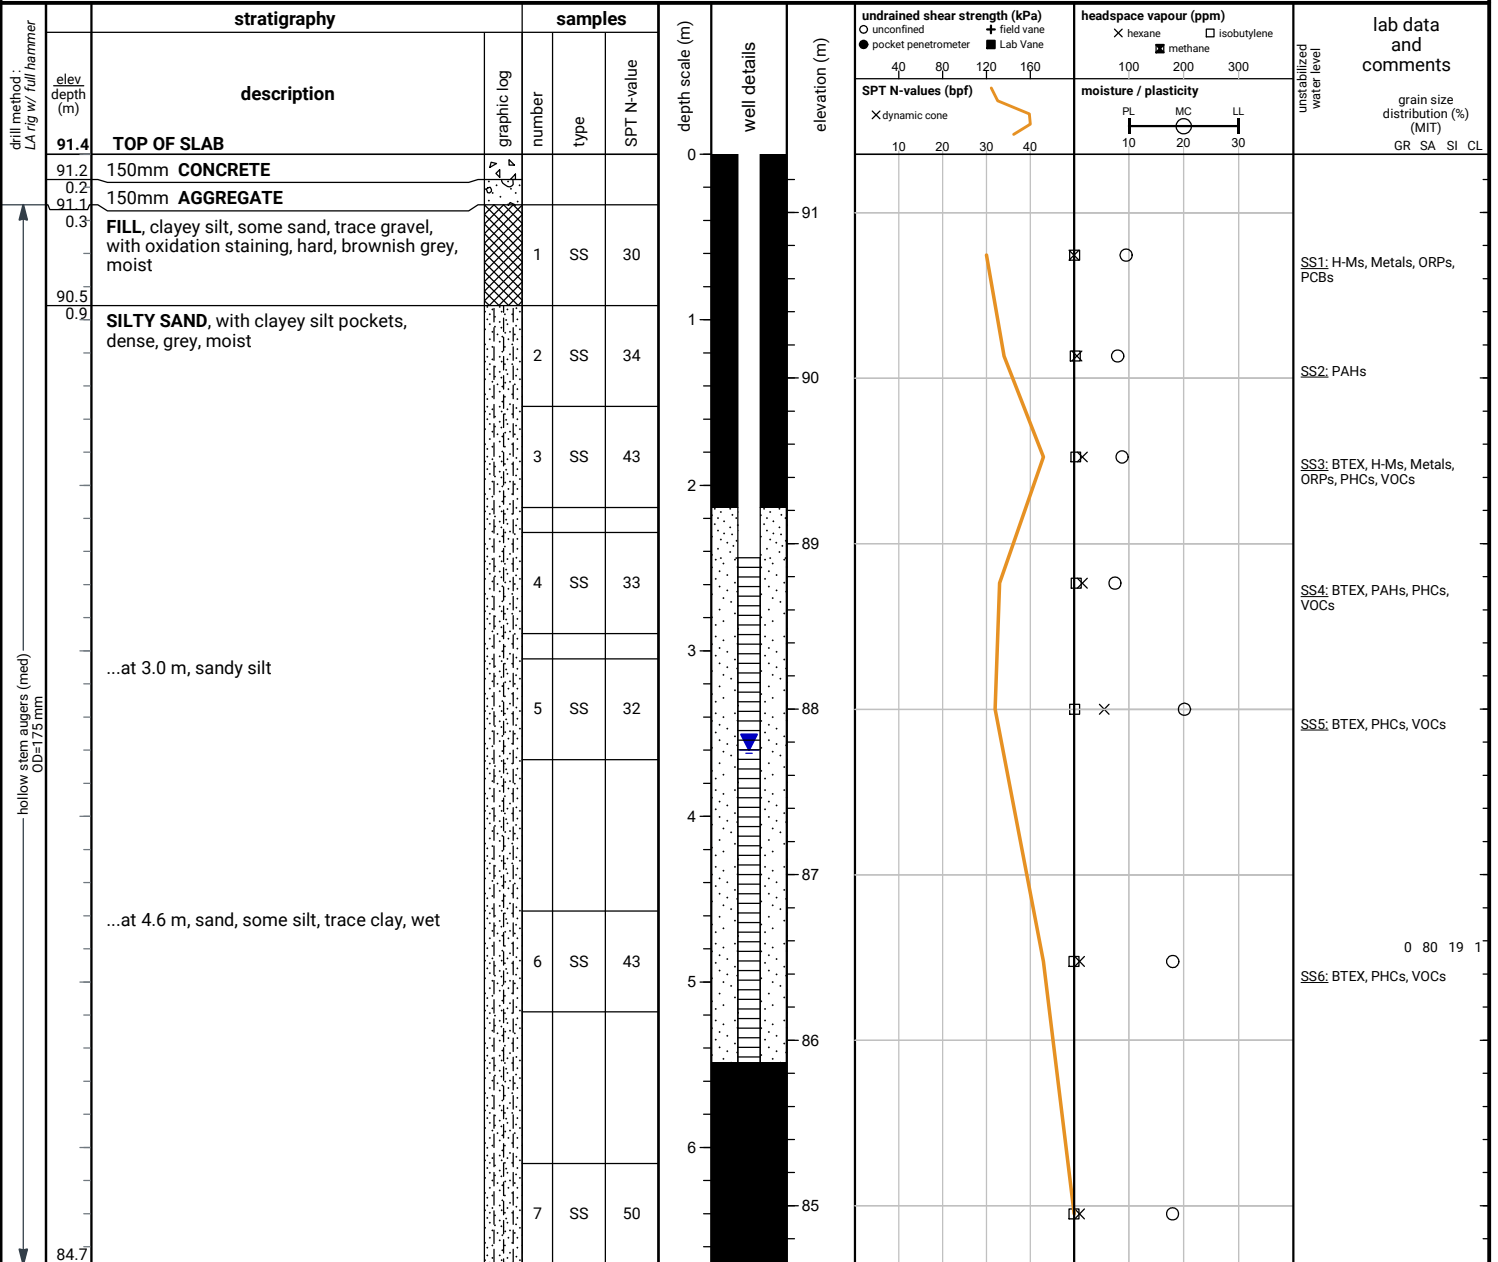 drill method :
LA rig w/ full hammer
stratigraphy
samples
elev
depth
(m)
description
graphic log
number
type
SPT N-value
depth scale (m)
well details
elevation (m)
undrained shear strength (kPa)
unconfined
field vane
pocket penetrometer
Lab Vane
40 80 120 160
SPT N-values (bpf)
dynamic cone
10 20 30 40
headspace vapour (ppm)
hexane
isobutylene
methane
100 200 300
moisture / plasticity
PL MC LL
10 20 30
unstabilized
water level
lab data
and
comments
grain size
distribution (%)
(MIT)
GR SA SI CL
91.4 TOP OF SLAB
91.2 150mm CONCRETE
0.2
91.1 150mm AGGREGATE
0.3 FILL, clayey silt, some sand, trace gravel,
with oxidation staining, hard, brownish grey,
moist
1 SS 30
SS1: H-Ms, Metals, ORPs,
PCBs
90.5
0.9 SILTY SAND, with clayey silt pockets,
dense, grey, moist
2 SS 34
SS2: PAHs
3 SS 43
SS3: BTEX, H-Ms, Metals,
ORPs, PHCs, VOCs
4 SS 33
SS4: BTEX, PAHs, PHCs,
VOCs
...at 3.0 m, sandy silt
5 SS 32
SS5: BTEX, PHCs, VOCs
hollow stem augers (med)
OD=175 mm
...at 4.6 m, sand, some silt, trace clay, wet
6 SS 43
0 80 19 1
SS6: BTEX, PHCs, VOCs
7 SS 50
84.7
0
1
2
3
4
5
6
91
90
89
88
87
86
85